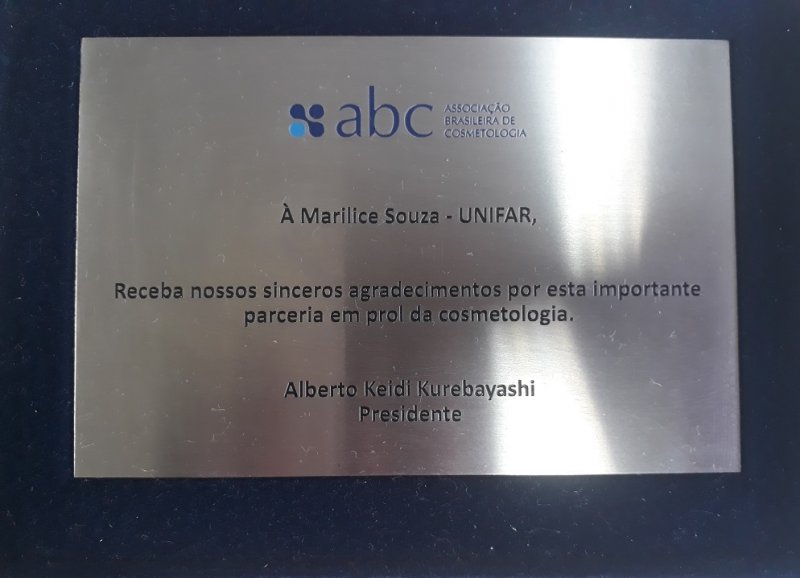 abc
ASSOCIAÇÃO
BRASILEIRA DE
COSMETOLOGIA
À Marilice Souza - UNIFAR,
Receba nossos sinceros agradecimentos por esta importante
parceria em prol da cosmetologia.
Alberto Keidi Kurebayashi
Presidente